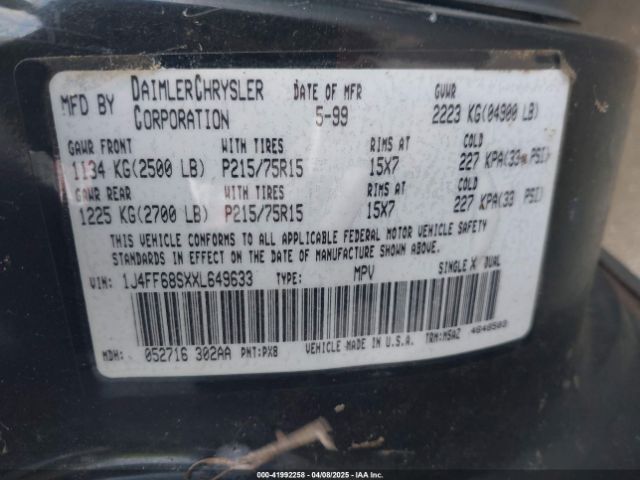 MFD BY DAIMLERCHRYSLER CORPORATION DATE OF MFR 5-99 GVWR 2223 KG(04900 LB)
GAWR FRONT WITH TIRES RIMS AT COLD
1134 KG(2500 LB) P215/75R15 15X7 227 KPA(33 PSI)
GAWR REAR WITH TIRES RIMS AT COLD
1225 KG(2700 LB) P215/75R15 15X7 227 KPA(33 PSI)
THIS VEHICLE CONFORMS TO ALL APPLICABLE FEDERAL MOTOR VEHICLE SAFETY
STANDARDS IN EFFECT ON THE DATE OF MANUFACTURE SHOWN ABOVE.
VIN: 1J4FF68SXXL649633 TYPE: MPV SINGLE X DUAL
MDH: 052716 302AA PNT:PX8 VEHICLE MADE IN U.S.A. TRM:M5AZ 4648503
000-41992258 - 04/08/2025 - IAA Inc.